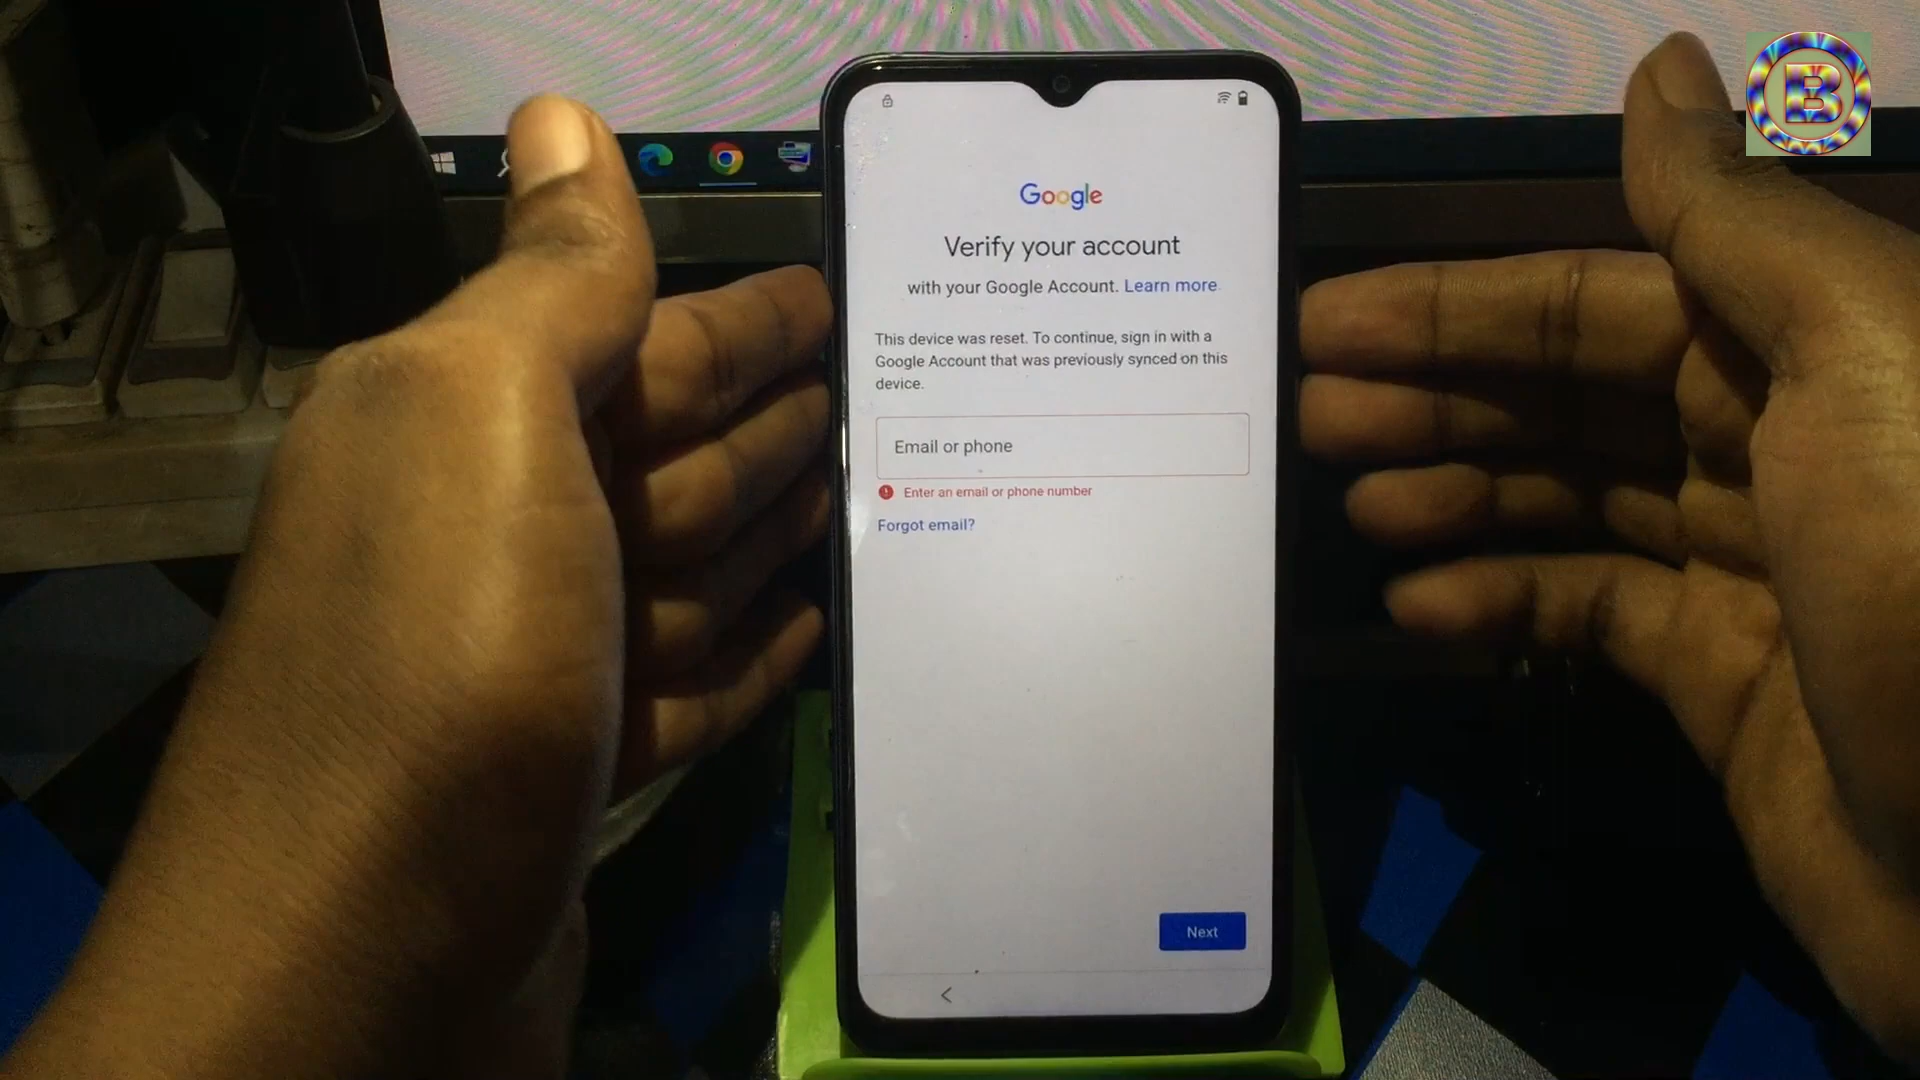 B
Google
Verify your account
with your Google Account. Learn more
This device was reset. To continue, sign in with a
Google Account that was previously synced on this
device.
Email or phone
Enter an email or phone number
Forgot email?
Next